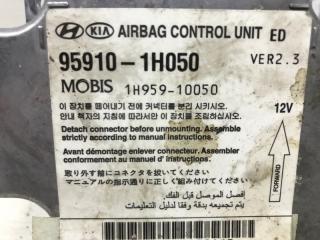 HYUNDAI KIA AIRBAG CONTROL UNIT ED
95910-1H050 VER2.3
MOBIS 1H959-10050
이 장치를 떼어내기 전에 커넥터를 분리 시키시오.
안내 책자의 지침에 따라서 이 장치를 조립하십시오. 12V
Detach connector before unmounting. Assemble
strictly according to manual instructions.
Avant démontage enlever connecteur. Assembler
conformement au manuel d' instructions.
取り外す前にコネクタを抜いてください。
マニュアルの指示通りに正しく組付けてください。
FORWARD
افصل الموصل قبل الفك.
يتم تجميعه بدقة وفقا لدليل التعليمات